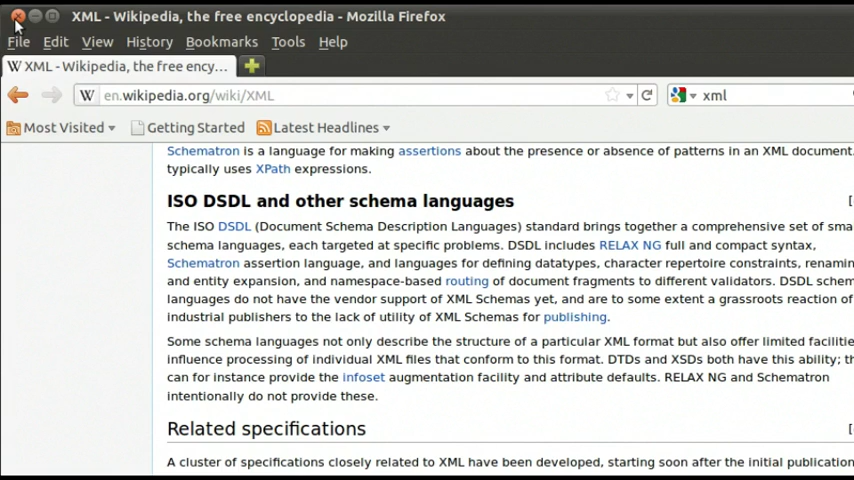 XML - Wikipedia, the free encyclopedia - Mozilla Firefox
File Edit View History Bookmarks Tools Help
W XML - Wikipedia, the free ency...
W en.wikipedia.org/wiki/XML xml
Most Visited Getting Started Latest Headlines
Schematron is a language for making assertions about the presence or absence of patterns in an XML document.
typically uses XPath expressions.
ISO DSDL and other schema languages [
The ISO DSDL (Document Schema Description Languages) standard brings together a comprehensive set of sma
schema languages, each targeted at specific problems. DSDL includes RELAX NG full and compact syntax,
Schematron assertion language, and languages for defining datatypes, character repertoire constraints, renamin
and entity expansion, and namespace-based routing of document fragments to different validators. DSDL schem
languages do not have the vendor support of XML Schemas yet, and are to some extent a grassroots reaction of
industrial publishers to the lack of utility of XML Schemas for publishing.
Some schema languages not only describe the structure of a particular XML format but also offer limited facilitie
influence processing of individual XML files that conform to this format. DTDs and XSDs both have this ability; th
can for instance provide the infoset augmentation facility and attribute defaults. RELAX NG and Schematron
intentionally do not provide these.
Related specifications [
A cluster of specifications closely related to XML have been developed, starting soon after the initial publication